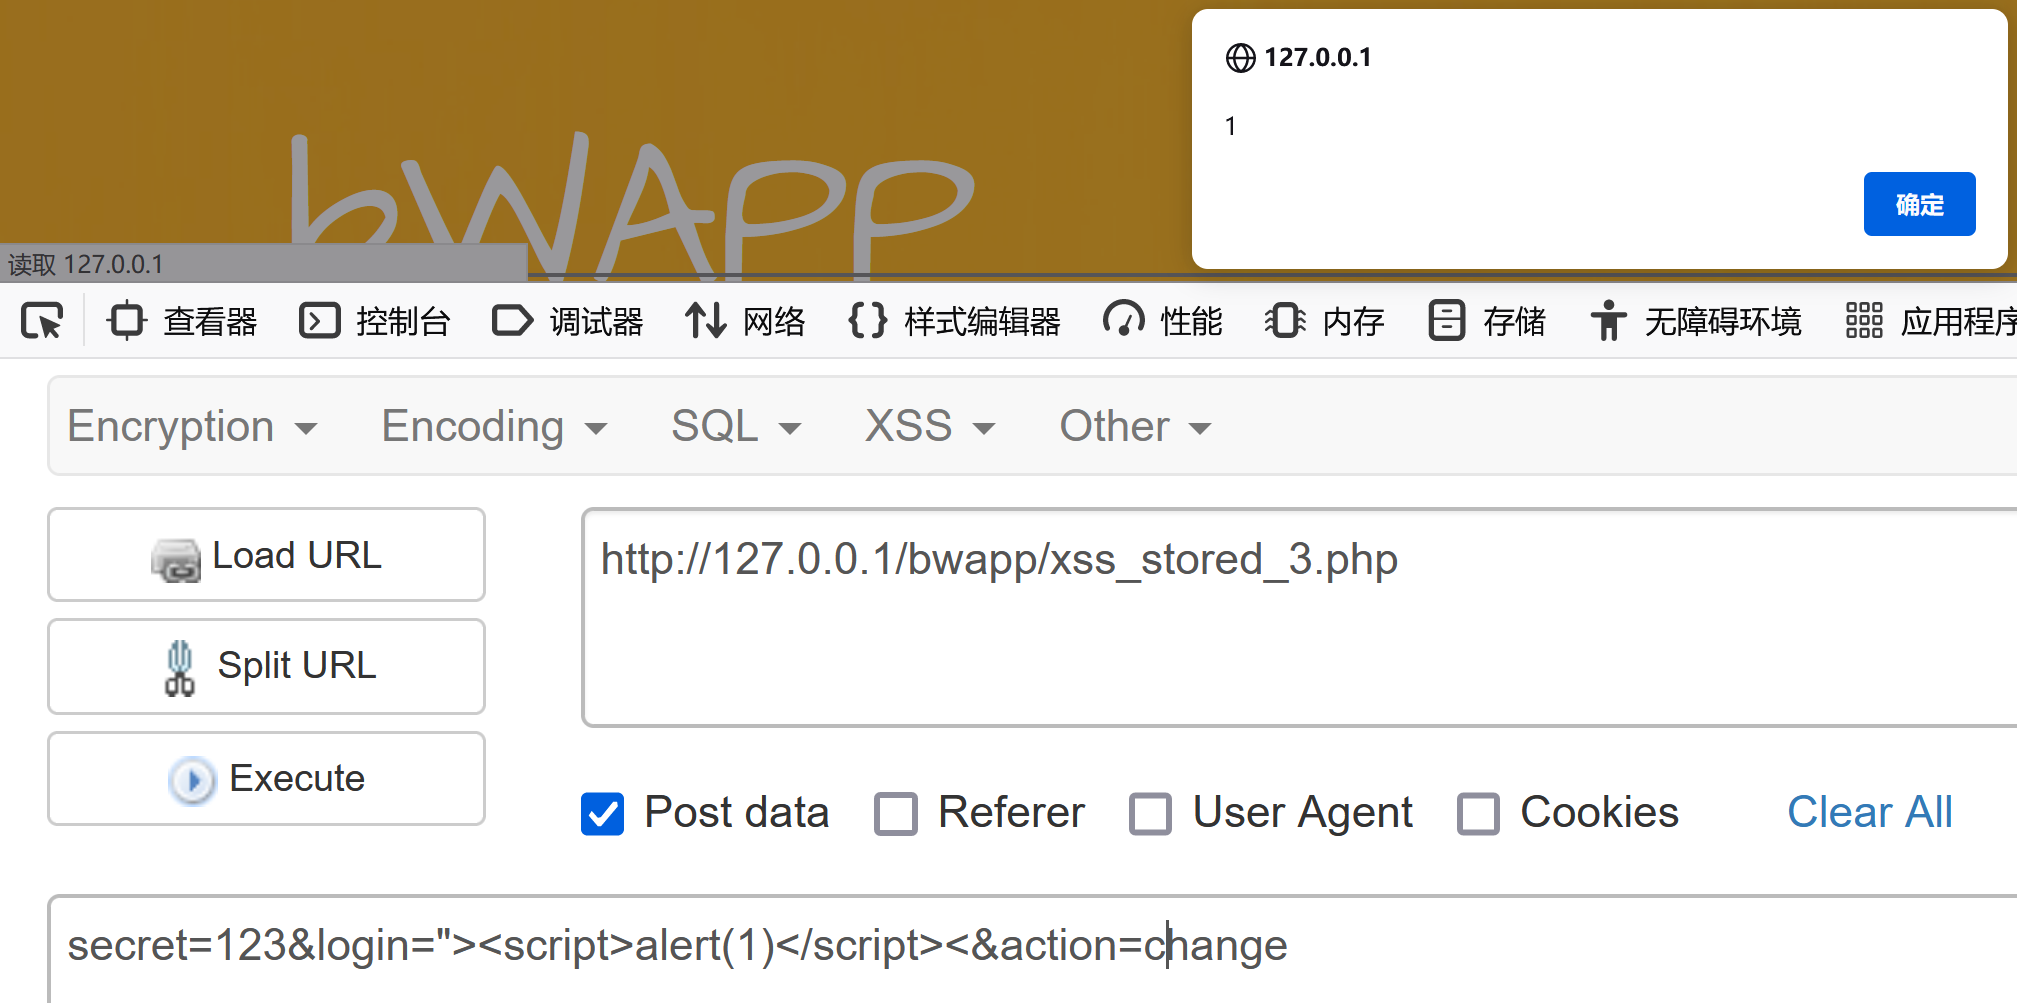 127.0.0.1
1
确定
bWAPP
读取 127.0.0.1
查看器 控制台 调试器 网络 {} 样式编辑器 性能 内存 存储 无障碍环境 应用程序
Encryption Encoding SQL XSS Other
Load URL
http://127.0.0.1/bwapp/xss_stored_3.php
Split URL
Execute
Post data Referer User Agent Cookies Clear All
secret=123&login="><script>alert(1)</script><&action=change